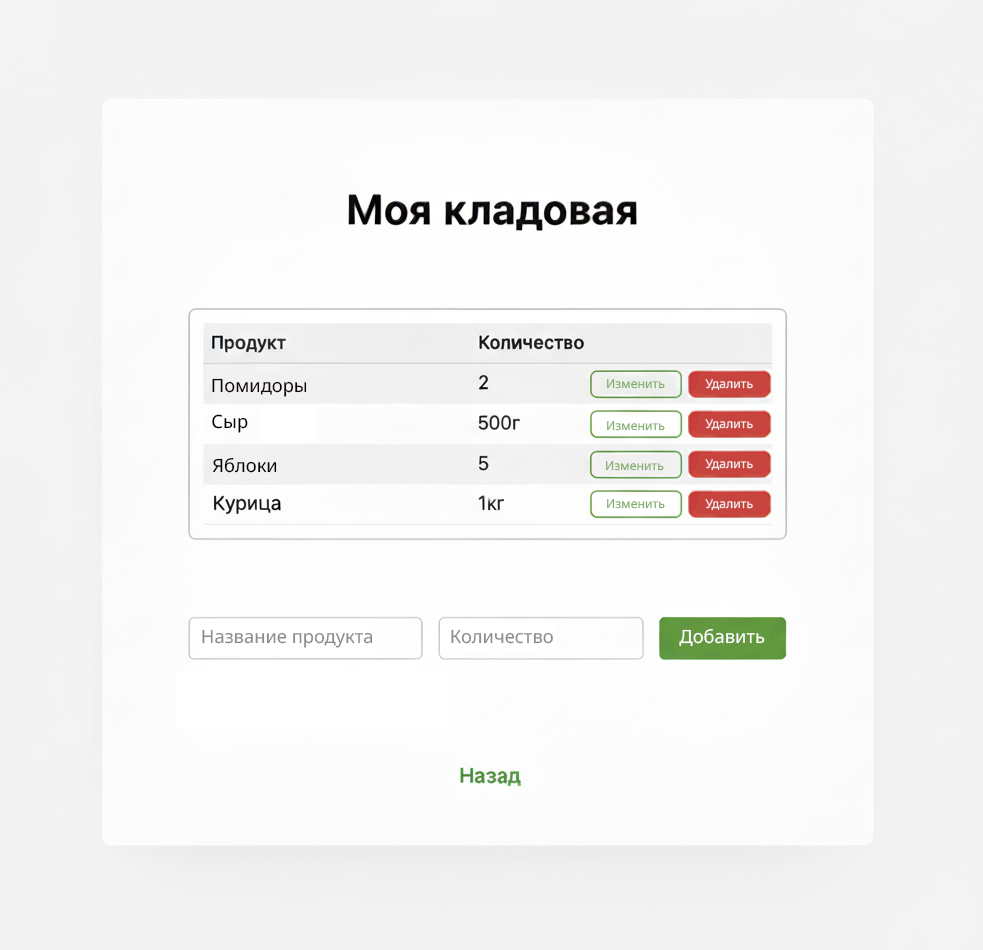 Моя кладовая
Продукт Количество
Помидоры 2 Изменить Удалить
Сыр 500г Изменить Удалить
Яблоки 5 Изменить Удалить
Курица 1кг Изменить Удалить
Название продукта Количество Добавить
Назад